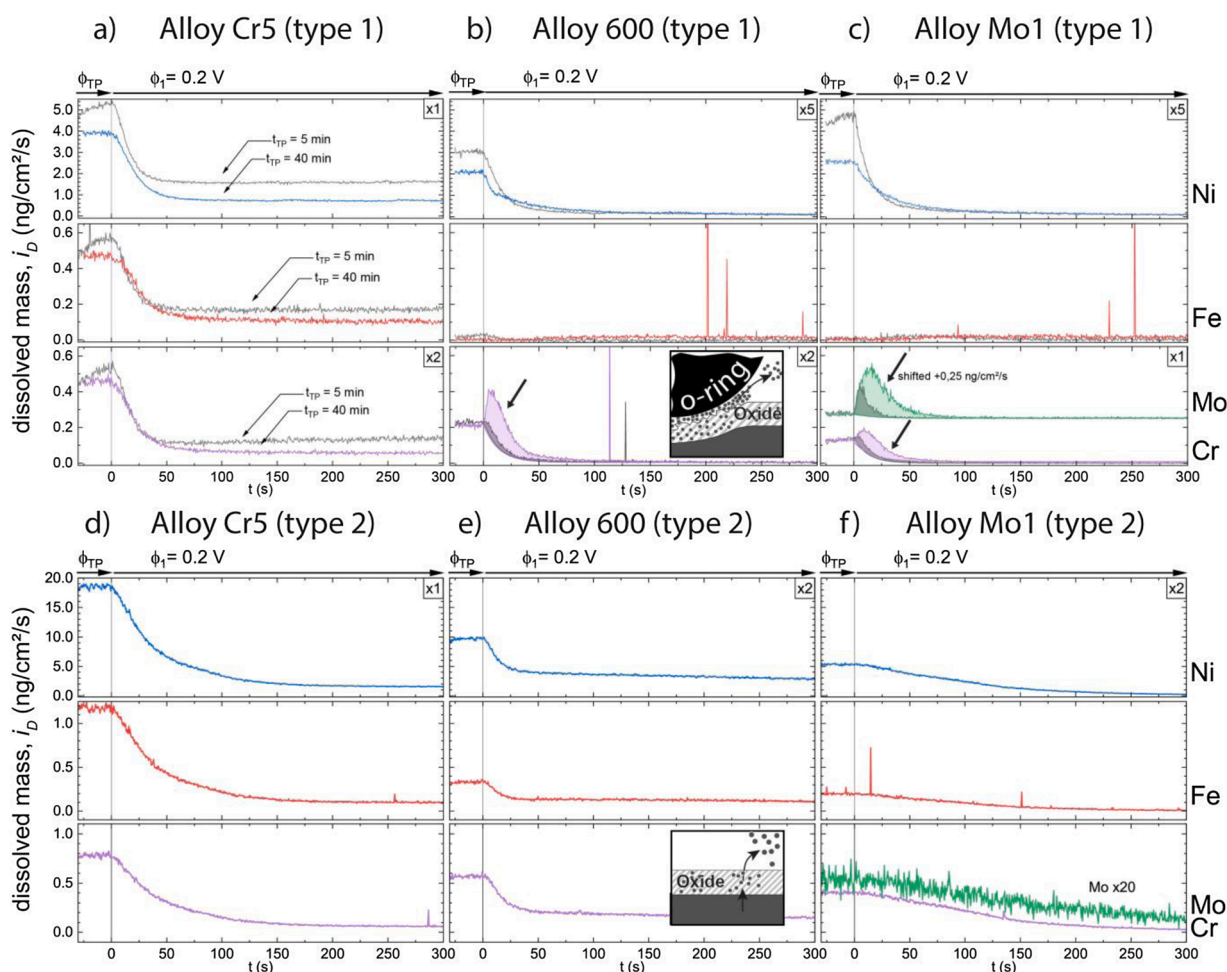 a) Alloy Cr5 (type 1) b) Alloy 600 (type 1) c) Alloy Mo1 (type 1)
ϕTP ϕ1= 0.2 V ϕ1= 0.2 V ϕTP ϕ1= 0.2 V
ϕTP
dissolved mass, iD (ng/cm²/s)
5.0 x1 x5 x5
4.0
3.0 tTP = 5 min
2.0 tTP = 40 min
1.0
0.0
Ni
0.6
0.4 tTP = 5 min
tTP = 40 min
0.2
0.0
Fe
0.6 x2 x2 x1
0.4 tTP = 5 min
tTP = 40 min
0.2
0.0
o-ring
Oxide
shifted +0,25 ng/cm²/s
Mo
Cr
0 50 100 150 200 250 300 0 50 100 150 200 250 300 0 50 100 150 200 250 300
t (s) t (s) t (s)
d) Alloy Cr5 (type 2) e) Alloy 600 (type 2) f) Alloy Mo1 (type 2)
ϕTP ϕ1= 0.2 V ϕTP ϕ1= 0.2 V ϕTP ϕ1= 0.2 V
dissolved mass, iD (ng/cm²/s)
20.0 x1 x2 x2
15.0
10.0
5.0
0.0
Ni
1.0
0.5
0.0
Fe
1.0
0.5
0.0
Oxide
Mo x20
Mo
Cr
0 50 100 150 200 250 300 0 50 100 150 200 250 300 0 50 100 150 200 250 300
t (s) t (s) t (s)